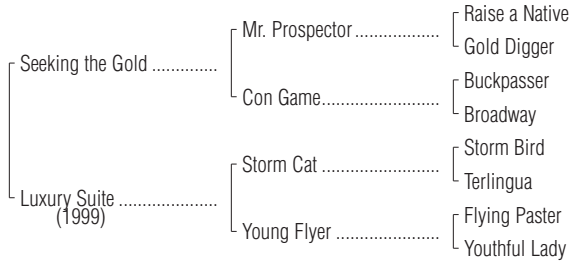 Raise a Native
Mr. Prospector ...................
Gold Digger
Seeking the Gold ..............
Buckpasser
Con Game.........................
Broadway
Storm Bird
Storm Cat .........................
Terlingua
Luxury Suite .....................
(1999)
Flying Paster
Young Flyer ......................
Youthful Lady